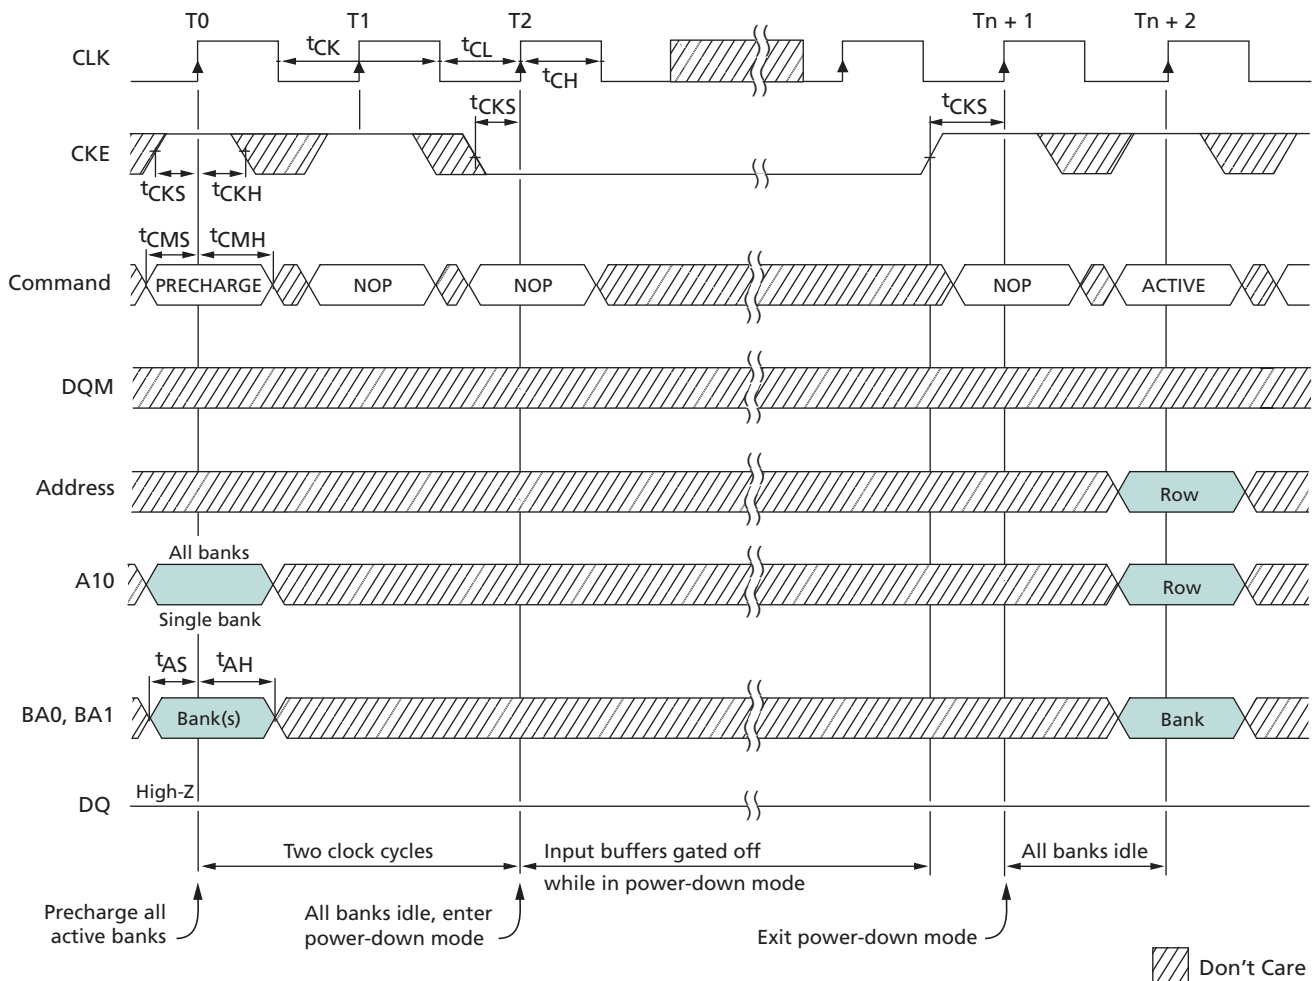 T0 T1 T2 Tn + 1 Tn + 2
CLK
tCK tCL
tCH
tCKS tCKS
CKE
tCKS tCKH
tCMS tCMH
Command PRECHARGE NOP NOP NOP ACTIVE
DQM
Address Row
All banks
A10 Row
Single bank
tAS tAH
BA0, BA1 Bank(s) Bank
High-Z
DQ
Two clock cycles
Input buffers gated off
while in power-down mode
All banks idle
Precharge all
active banks
All banks idle, enter
power-down mode
Exit power-down mode
Don't Care